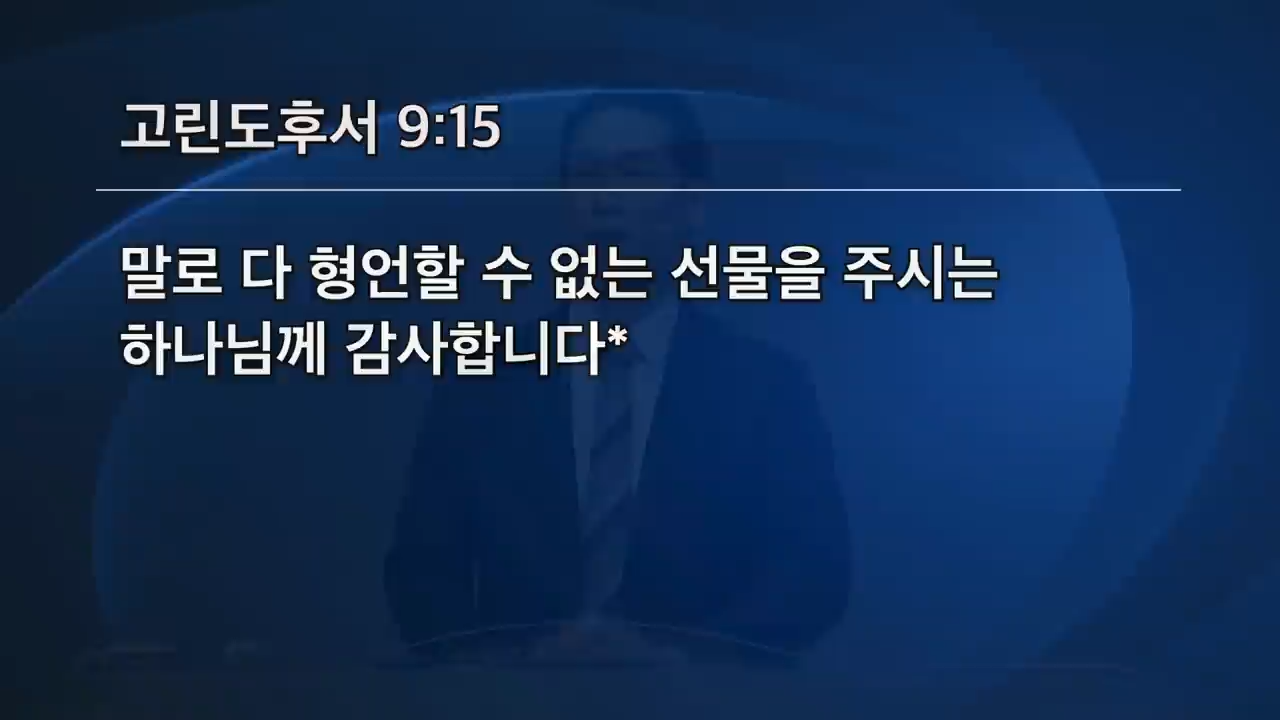 고린도후서 9:15
말로 다 형언할 수 없는 선물을 주시는
하나님께 감사합니다*